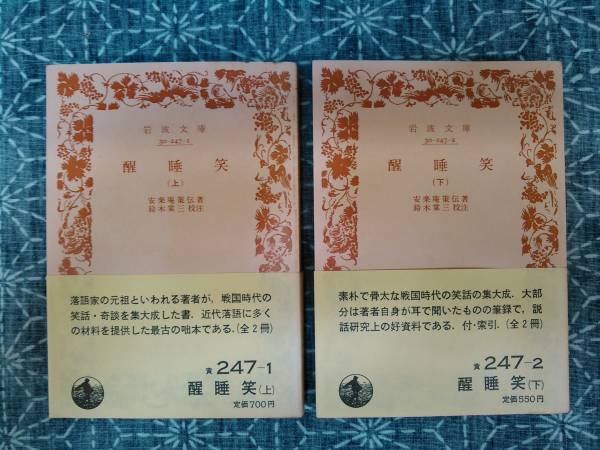 岩波文庫
30-247-1
醒睡笑
(上)
安楽庵策伝著
鈴木棠三校注
落語家の元祖といわれる著者が,戦国時代の
笑話・奇談を集大成した書.近代落語に多く
の材料を提供した最古の咄本である.(全2冊)
黄247-1
醒睡笑(上)
定価700円
岩波文庫
30-247-2
醒睡笑
(下)
安楽庵策伝著
鈴木棠三校注
素朴で骨太な戦国時代の笑話の集大成.大部
分は著者自身が耳で聞いたものの筆録で,説
話研究上の好資料である.付・索引.(全2冊)
黄247-2
醒睡笑(下)
定価550円